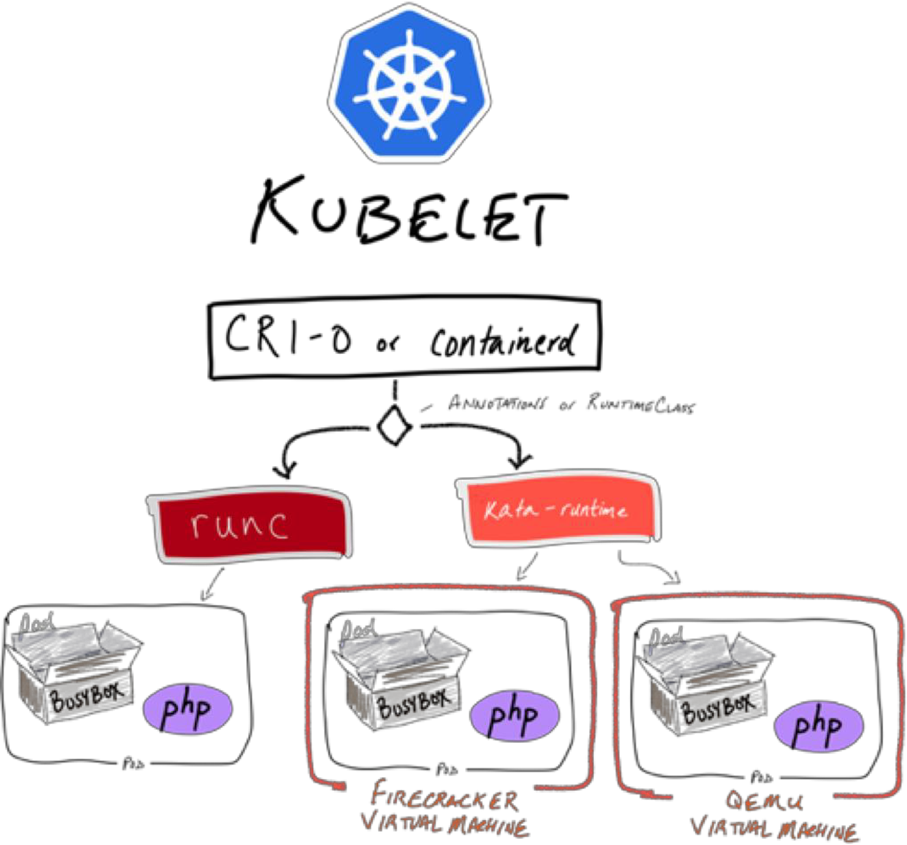 KUBELET
CRI-O or containerd
ANNOTATIONS or RUNTIMECLASS
runc
Kata-runtime
Pod
BUSYBOX
php
POD
Pod
BUSYBOX
php
POD
FIRECRACKER
VIRTUAL MACHINE
Pod
BUSYBOX
php
POD
QEMU
VIRTUAL MACHINE